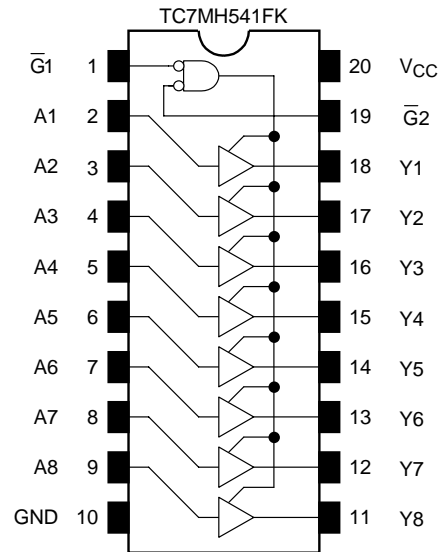 TC7MH541FK
G̅1 1 20 VCC
A1 2 19 G̅2
A2 3 18 Y1
A3 4 17 Y2
A4 5 16 Y3
A5 6 15 Y4
A6 7 14 Y5
A7 8 13 Y6
A8 9 12 Y7
GND 10 11 Y8